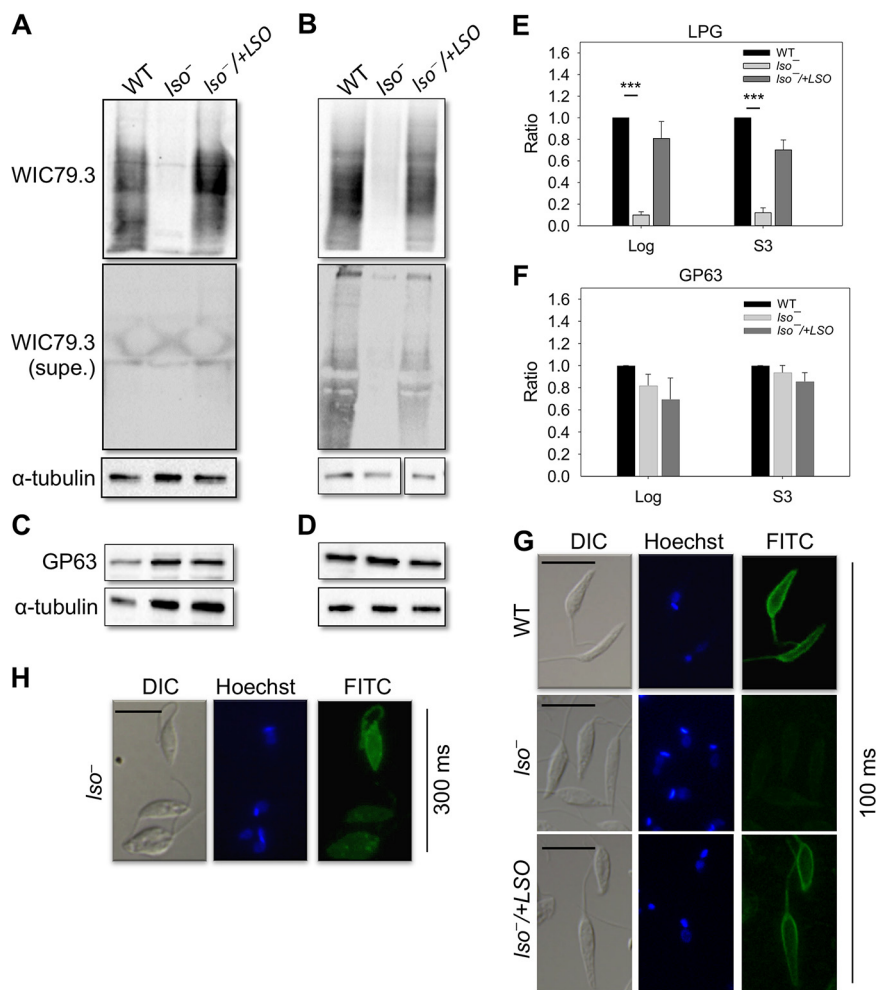 A
WT
lso⁻
lso⁻/+LSO
WIC79.3
WIC79.3
(supe.)
α-tubulin
B
WT
lso⁻
lso⁻/+LSO
C
GP63
α-tubulin
D
E
LPG
WT
lso⁻
lso⁻/+LSO
***
***
Ratio
1.6
1.4
1.2
1.0
0.8
0.6
0.4
0.2
0.0
Log
S3
F
GP63
WT
lso⁻
lso⁻/+LSO
Ratio
1.6
1.4
1.2
1.0
0.8
0.6
0.4
0.2
0.0
Log
S3
G
DIC
Hoechst
FITC
WT
lso⁻
lso⁻/+LSO
100 ms
H
DIC
Hoechst
FITC
lso⁻
300 ms